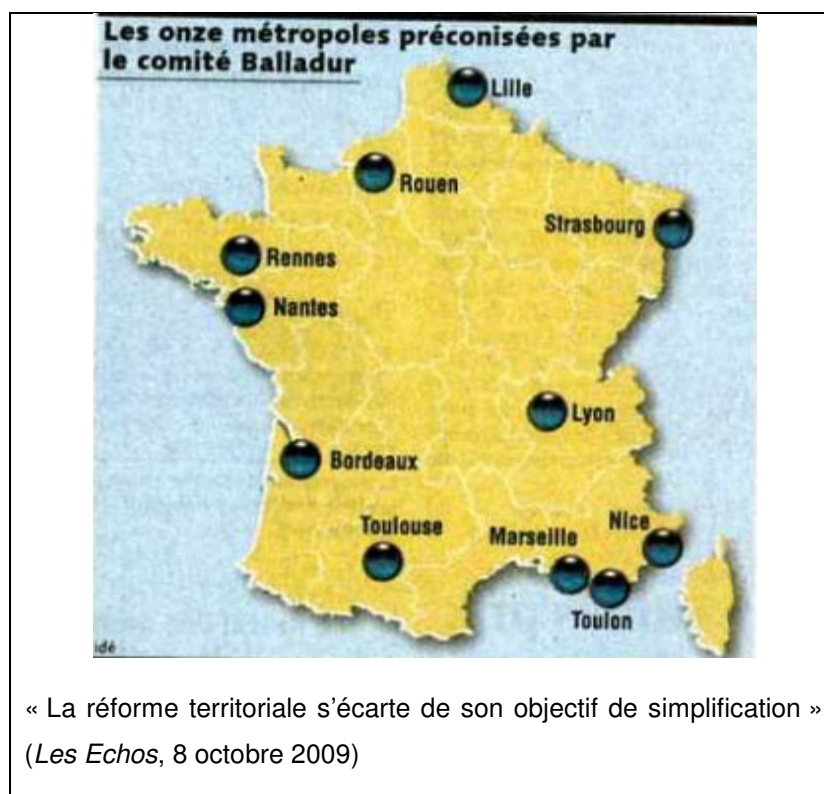 Les onze métropoles préconisées par
le comité Balladur
Lille
Rouen
Strasbourg
Rennes
Nantes
Lyon
Bordeaux
Toulouse
Marseille
Nice
Toulon
idé
« La réforme territoriale s’écarte de son objectif de simplification »
(Les Echos, 8 octobre 2009)